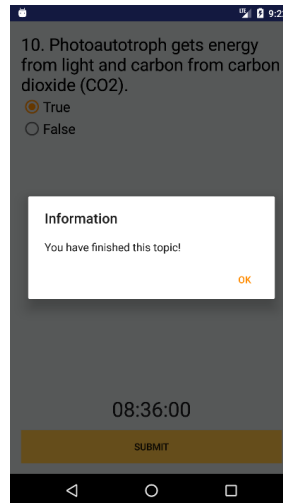 9:2
10. Photoautotroph gets energy
from light and carbon from carbon
dioxide (CO2).
True
False
Information
You have finished this topic!
OK
08:36:00
SUBMIT